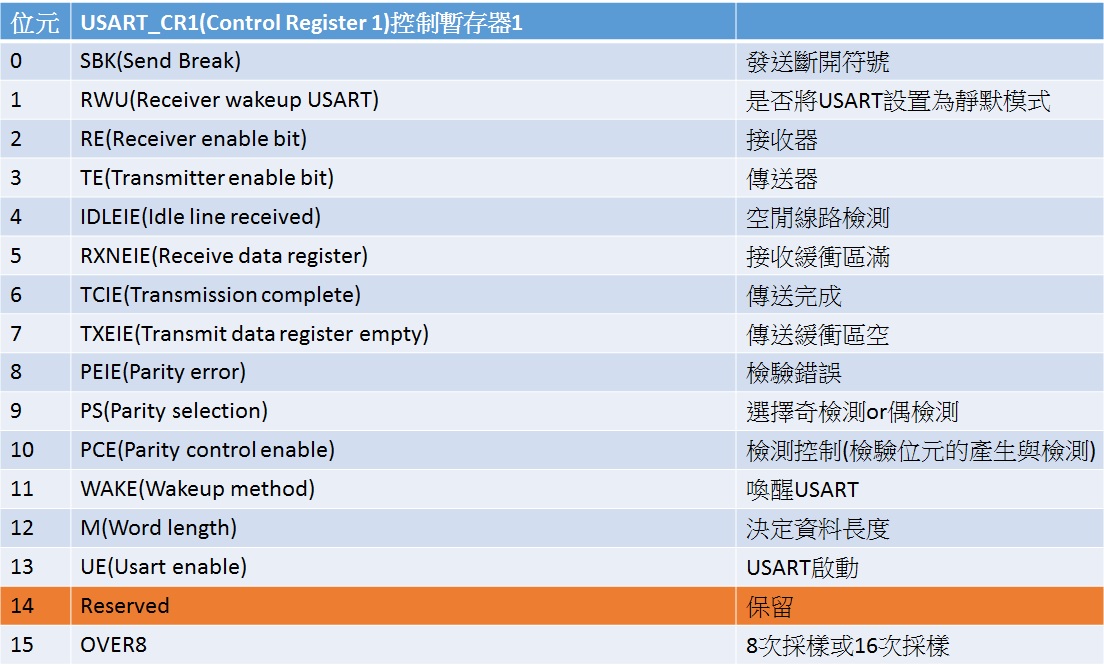 位元 USART_CR1(Control Register 1)控制暫存器1
0 SBK(Send Break) 發送斷開符號
1 RWU(Receiver wakeup USART) 是否將USART設置為靜默模式
2 RE(Receiver enable bit) 接收器
3 TE(Transmitter enable bit) 傳送器
4 IDLEIE(Idle line received) 空閒線路檢測
5 RXNEIE(Receive data register) 接收緩衝區滿
6 TCIE(Transmission complete) 傳送完成
7 TXEIE(Transmit data register empty) 傳送緩衝區空
8 PEIE(Parity error) 檢驗錯誤
9 PS(Parity selection) 選擇奇檢測or偶檢測
10 PCE(Parity control enable) 檢測控制(檢驗位元的產生與檢測)
11 WAKE(Wakeup method) 喚醒USART
12 M(Word length) 決定資料長度
13 UE(Usart enable) USART啟動
14 Reserved 保留
15 OVER8 8次採樣或16次採樣